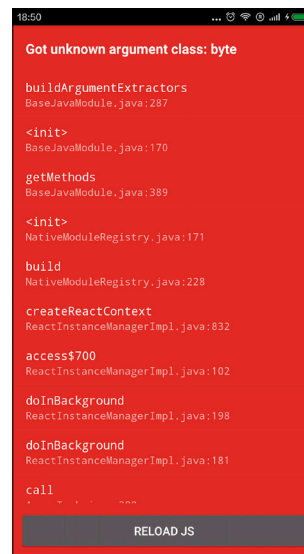 18:50
...
Got unknown argument class: byte
buildArgumentExtractors
BaseJavaModule.java:287
<init>
BaseJavaModule.java:170
getMethods
BaseJavaModule.java:389
<init>
NativeModuleRegistry.java:171
build
NativeModuleRegistry.java:228
createReactContext
ReactInstanceManagerImpl.java:832
access$700
ReactInstanceManagerImpl.java:102
doInBackground
ReactInstanceManagerImpl.java:198
doInBackground
ReactInstanceManagerImpl.java:181
call
RELOAD JS